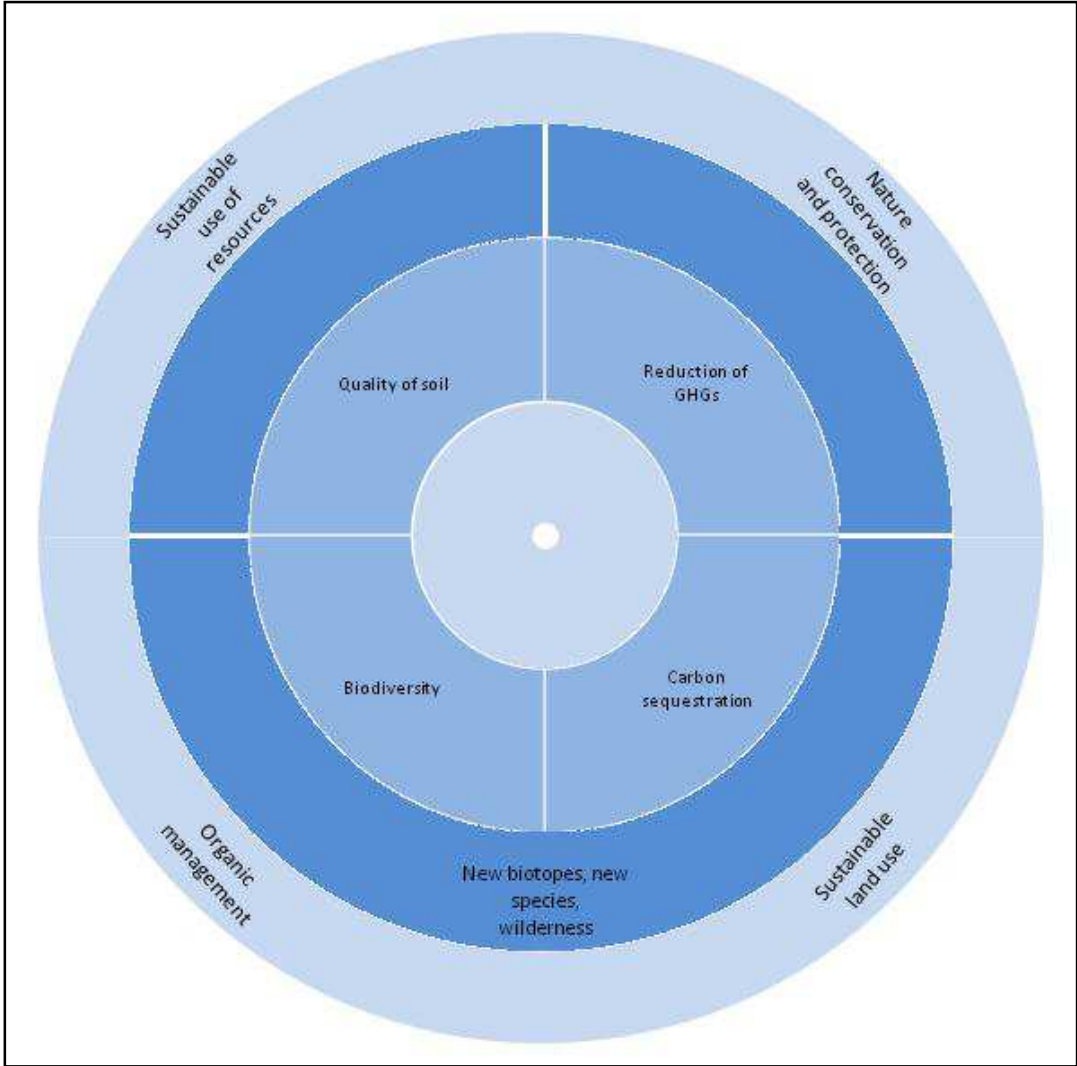 Sustainable
use of
resources
Nature
conservation
and protection
Quality of soil
Reduction of
GHGs
Biodiversity
Carbon
sequestration
Organic
management
New biotopes, new
species,
wilderness
Sustainable
land use